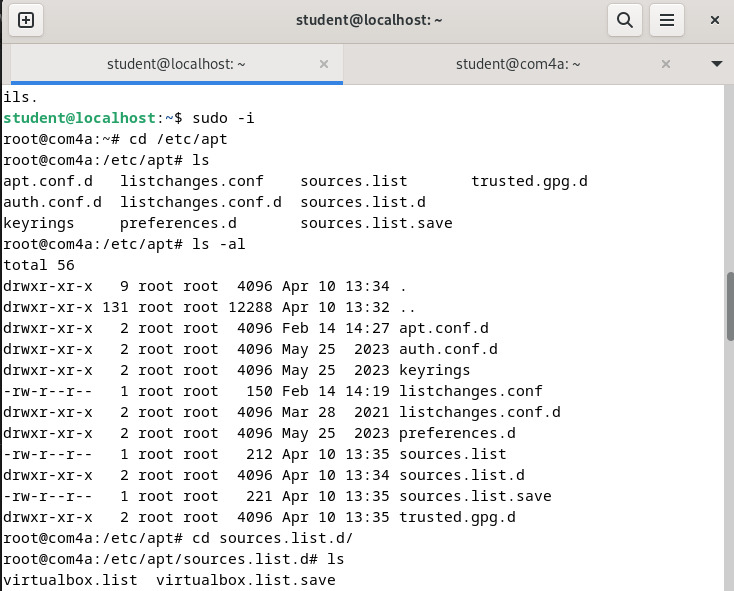 student@localhost: ~
student@localhost: ~
student@com4a: ~
ils.
student@localhost:~$ sudo -i
root@com4a:~# cd /etc/apt
root@com4a:/etc/apt# ls
apt.conf.d   listchanges.conf    sources.list       trusted.gpg.d
auth.conf.d  listchanges.conf.d  sources.list.d
keyrings     preferences.d       sources.list.save
root@com4a:/etc/apt# ls -al
total 56
drwxr-xr-x   9 root root  4096 Apr 10 13:34 .
drwxr-xr-x 131 root root 12288 Apr 10 13:32 ..
drwxr-xr-x   2 root root  4096 Feb 14 14:27 apt.conf.d
drwxr-xr-x   2 root root  4096 May 25  2023 auth.conf.d
drwxr-xr-x   2 root root  4096 May 25  2023 keyrings
-rw-r--r--   1 root root   150 Feb 14 14:19 listchanges.conf
drwxr-xr-x   2 root root  4096 Mar 28  2021 listchanges.conf.d
drwxr-xr-x   2 root root  4096 May 25  2023 preferences.d
-rw-r--r--   1 root root   212 Apr 10 13:35 sources.list
drwxr-xr-x   2 root root  4096 Apr 10 13:34 sources.list.d
-rw-r--r--   1 root root   221 Apr 10 13:35 sources.list.save
drwxr-xr-x   2 root root  4096 Apr 10 13:35 trusted.gpg.d
root@com4a:/etc/apt# cd sources.list.d/
root@com4a:/etc/apt/sources.list.d# ls
virtualbox.list  virtualbox.list.save